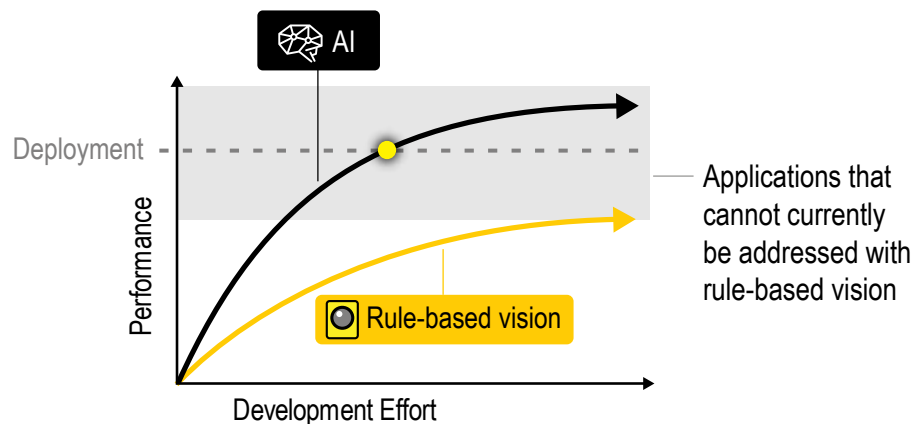 AI
Deployment
Applications that
cannot currently
be addressed with
rule-based vision
Performance
Rule-based vision
Development Effort